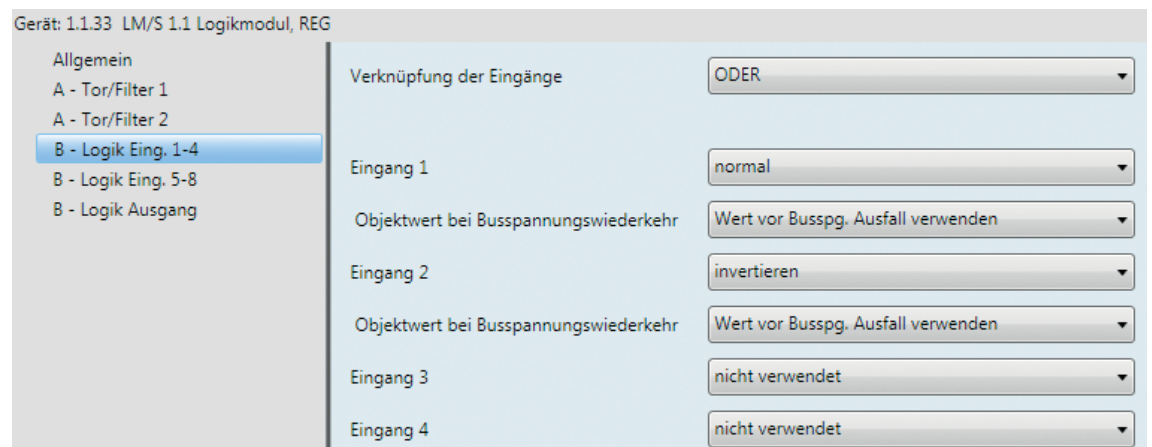 Gerät: 1.1.33 LM/S 1.1 Logikmodul, REG
Allgemein
A - Tor/Filter 1
A - Tor/Filter 2
B - Logik Eing. 1-4
B - Logik Eing. 5-8
B - Logik Ausgang
Verknüpfung der Eingänge ODER
Eingang 1 normal
Objektwert bei Busspannungswiederkehr Wert vor Busspg. Ausfall verwenden
Eingang 2 invertieren
Objektwert bei Busspannungswiederkehr Wert vor Busspg. Ausfall verwenden
Eingang 3 nicht verwendet
Eingang 4 nicht verwendet